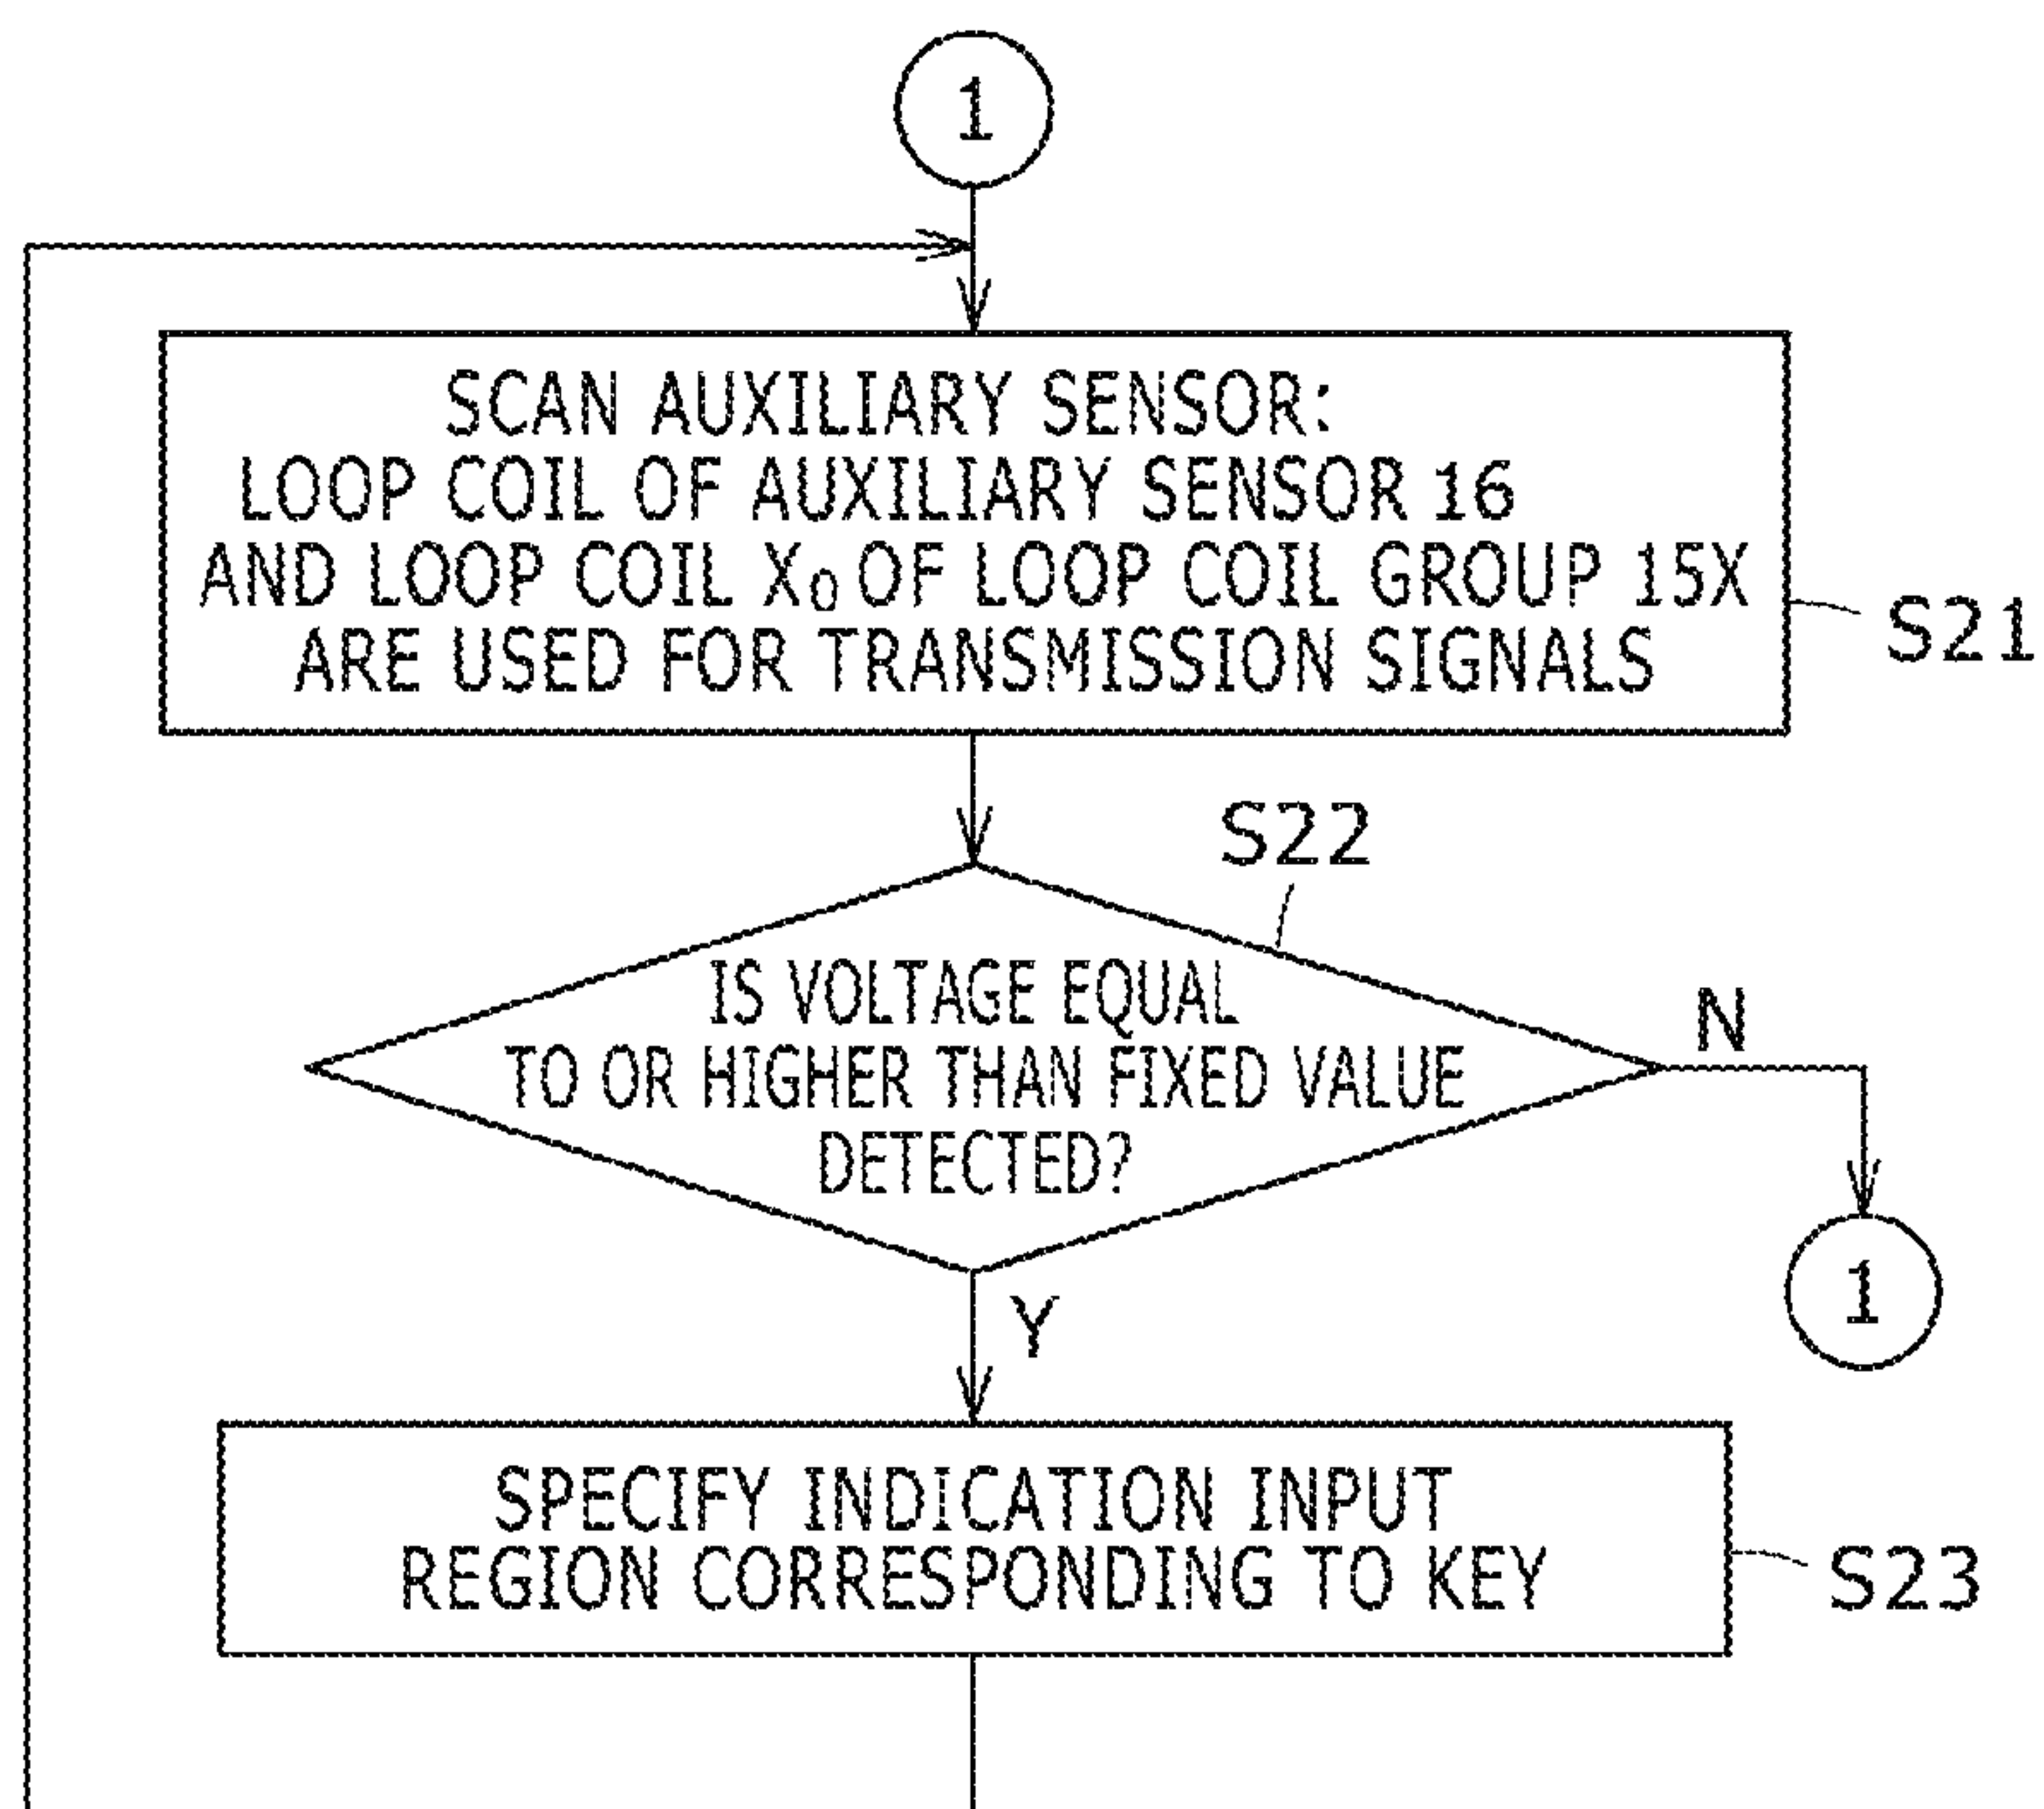 1
SCAN AUXILIARY SENSOR:
LOOP COIL OF AUXILIARY SENSOR 16
AND LOOP COIL X₀ OF LOOP COIL GROUP 15X
ARE USED FOR TRANSMISSION SIGNALS
S21
S22
IS VOLTAGE EQUAL
TO OR HIGHER THAN FIXED VALUE
DETECTED?
N
1
Y
SPECIFY INDICATION INPUT
REGION CORRESPONDING TO KEY
S23